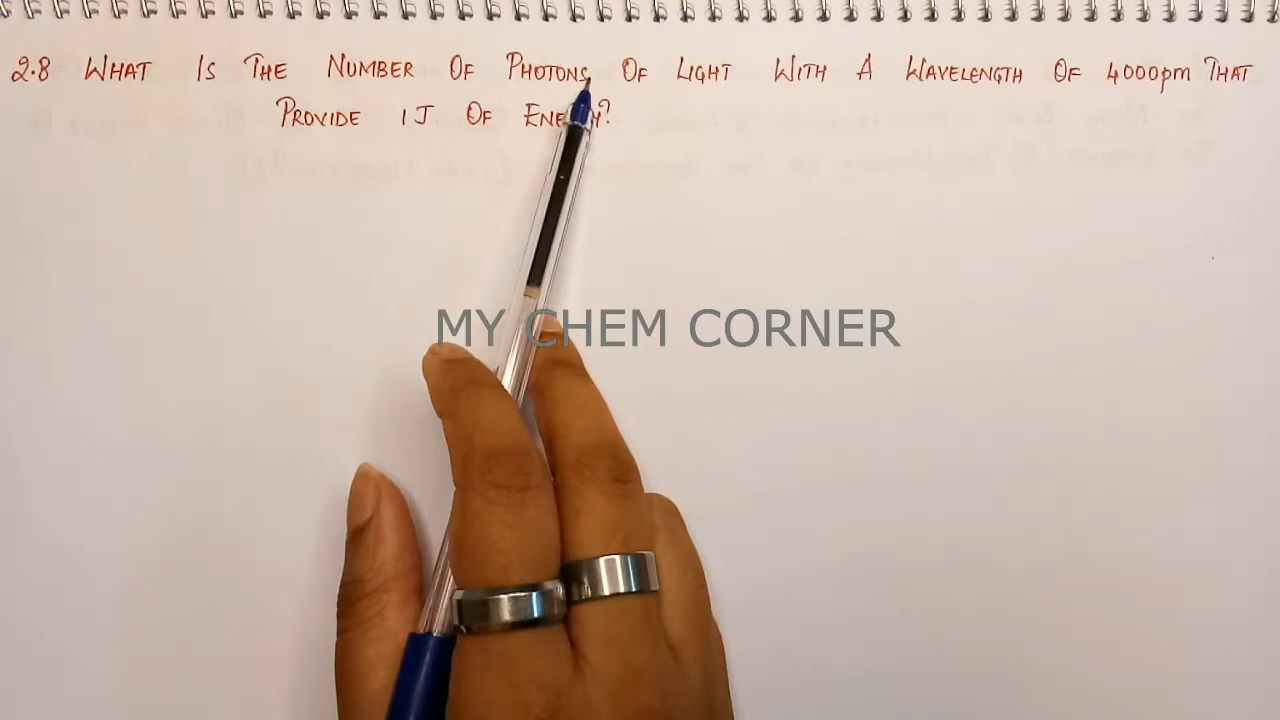 2.8 WHAT IS THE NUMBER OF PHOTONS OF LIGHT WITH A WAVELENGTH OF 4000pm THAT
PROVIDE 1J OF
MY CHEM CORNER